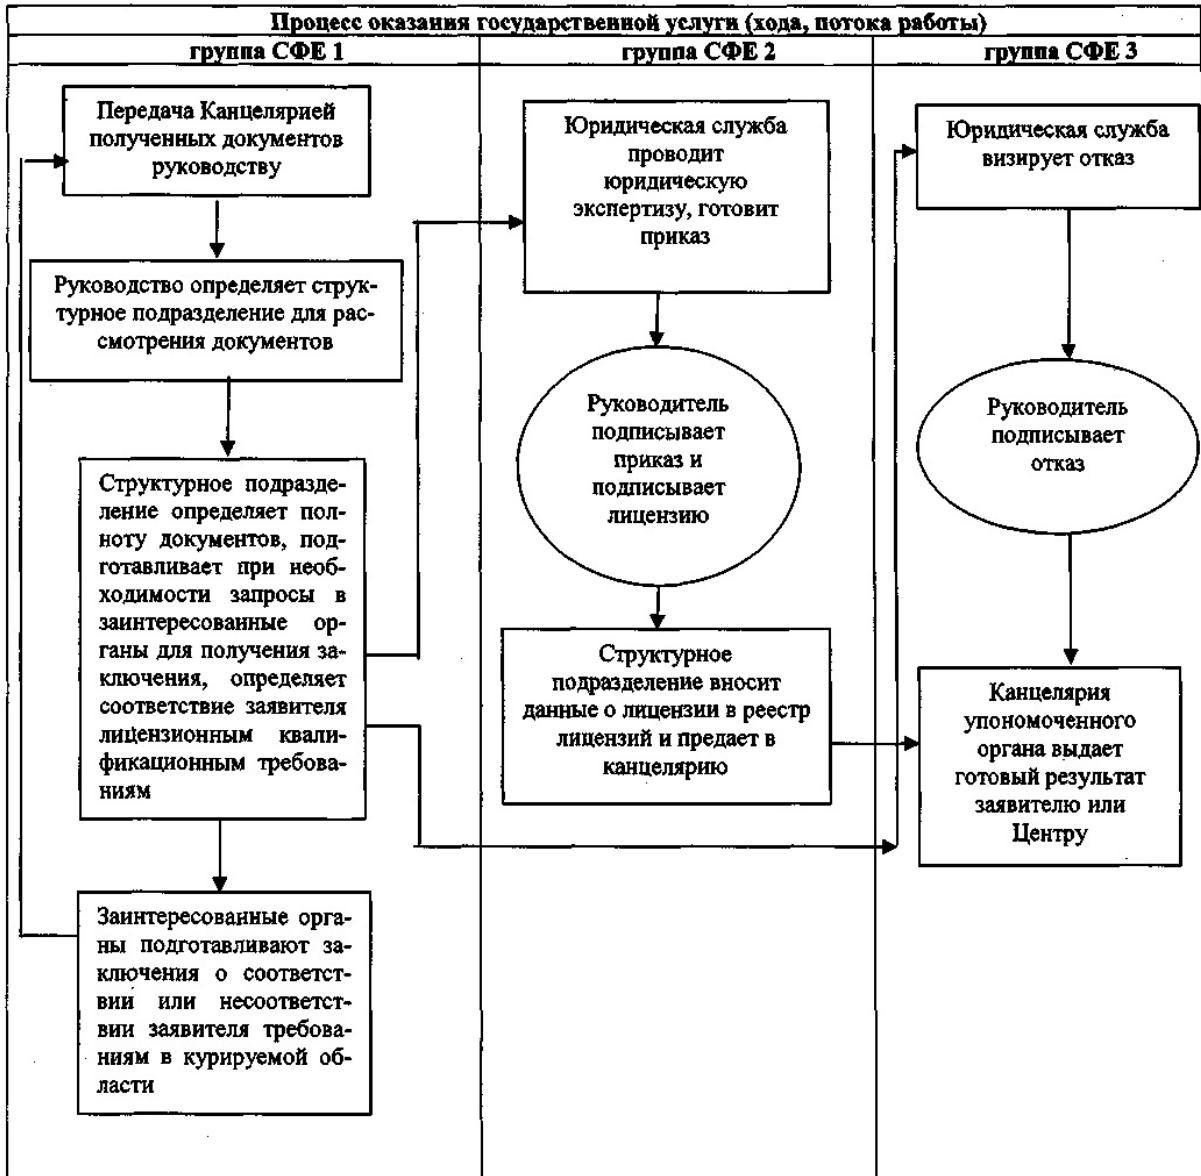 Процесс оказания государственной услуги (хода, потока работы)
группа СФЕ 1
группа СФЕ 2
группа СФЕ 3
Передача Канцелярией
полученных документов
руководству
Руководство определяет струк-
турное подразделение для рас-
смотрения документов
Структурное подразде-
ление определяет пол-
ноту документов, под-
готавливает при необ-
ходимости запросы в
заинтересованные ор-
ганы для получения за-
ключения, определяет
соответствие заявителя
лицензионным квали-
фикационным требова-
ниям
Заинтересованные орга-
ны подготавливают за-
ключения о соответст-
вии или несоответст-
вии заявителя требова-
ниям в курируемой об-
ласти
Юридическая служба
проводит
юридическую
экспертизу, готовит
приказ
Руководитель
подписывает
приказ и
подписывает
лицензию
Структурное
подразделение вносит
данные о лицензии в реестр
лицензий и предает в
канцелярию
Юридическая служба
визирует отказ
Руководитель
подписывает
отказ
Канцелярия
упономоченного
органа выдает
готовый результат
заявителю или
Центру